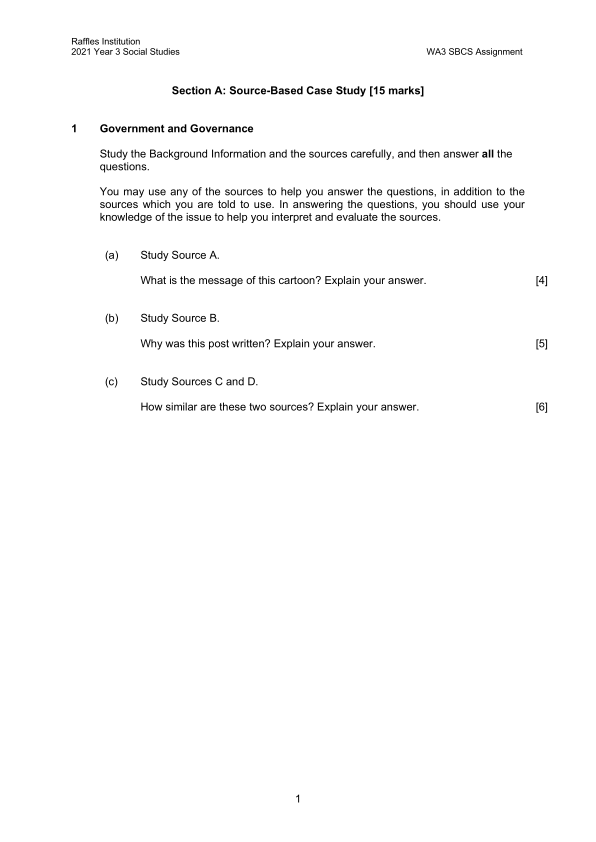 Raffles Institution
2021 Year 3 Social Studies WA3 SBCS Assignment
Section A: Source-Based Case Study [15 marks]
1 Government and Governance
Study the Background Information and the sources carefully, and then answer all the
questions.
You may use any of the sources to help you answer the questions, in addition to the
sources which you are told to use. In answering the questions, you should use your
knowledge of the issue to help you interpret and evaluate the sources.
(a) Study Source A.
What is the message of this cartoon? Explain your answer. [4]
(b) Study Source B.
Why was this post written? Explain your answer. [5]
(c) Study Sources C and D.
How similar are these two sources? Explain your answer. [6]
1